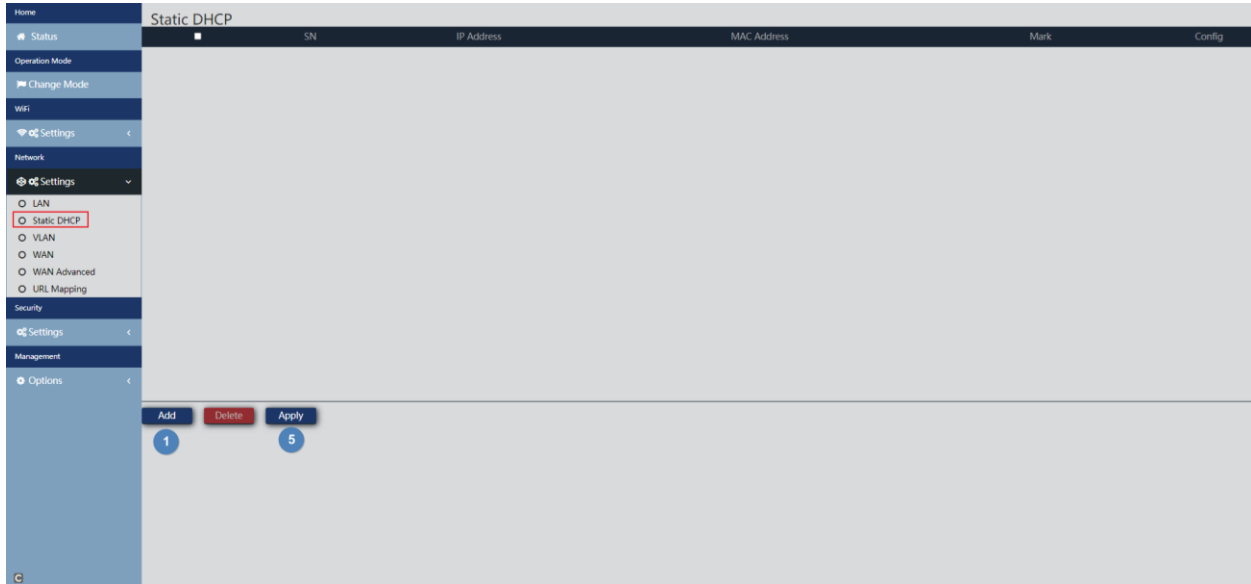 Home
Static DHCP
Status
SN IP Address MAC Address Mark Config
Operation Mode
Change Mode
WiFi
Settings
Network
Settings
LAN
Static DHCP
VLAN
WAN
WAN Advanced
URL Mapping
Security
Settings
Management
Options
Add Delete Apply
1 5
C